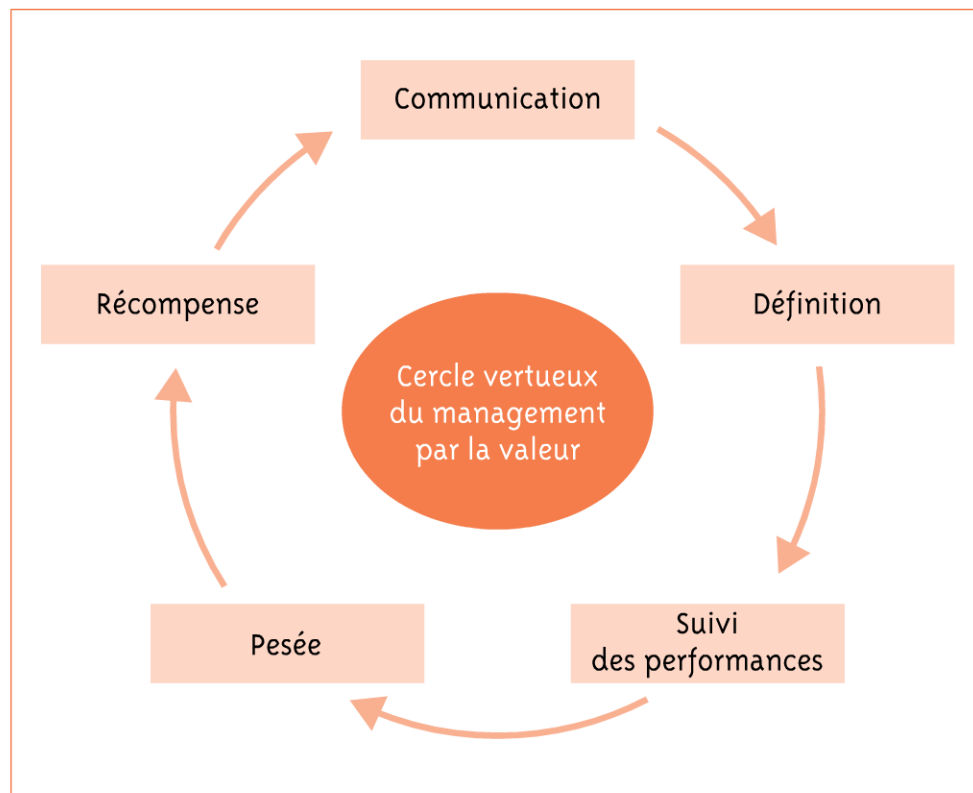 Communication
Définition
Suivi
des performances
Pesée
Récompense
Cercle vertueux
du management
par la valeur